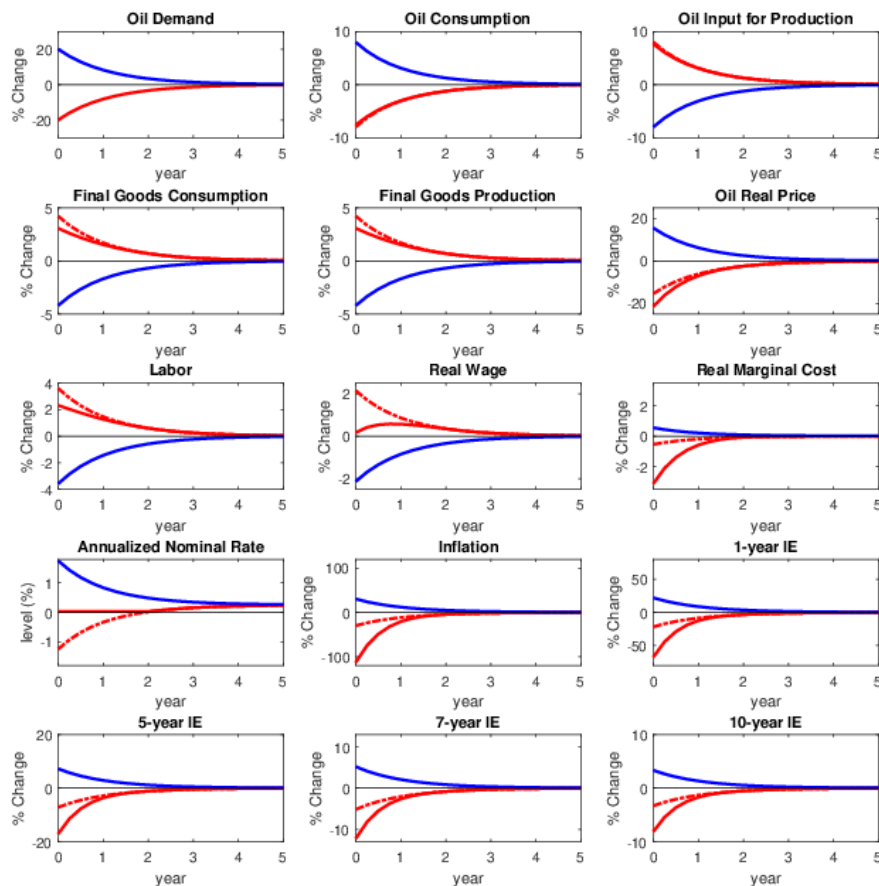 Oil Demand
% Change
20
0
-20
0 1 2 3 4 5
year
Oil Consumption
% Change
10
0
-10
0 1 2 3 4 5
year
Oil Input for Production
% Change
10
0
-10
0 1 2 3 4 5
year
Final Goods Consumption
% Change
5
0
-5
0 1 2 3 4 5
year
Final Goods Production
% Change
5
0
-5
0 1 2 3 4 5
year
Oil Real Price
% Change
20
0
-20
0 1 2 3 4 5
year
Labor
% Change
4
2
0
-2
-4
0 1 2 3 4 5
year
Real Wage
% Change
2
0
-2
0 1 2 3 4 5
year
Real Marginal Cost
% Change
2
0
-2
0 1 2 3 4 5
year
Annualized Nominal Rate
level (%)
1
0
-1
0 1 2 3 4 5
year
Inflation
% Change
100
0
-100
0 1 2 3 4 5
year
1-year IE
% Change
50
0
-50
0 1 2 3 4 5
year
5-year IE
% Change
20
0
-20
0 1 2 3 4 5
year
7-year IE
% Change
10
0
-10
0 1 2 3 4 5
year
10-year IE
% Change
10
0
-10
0 1 2 3 4 5
year